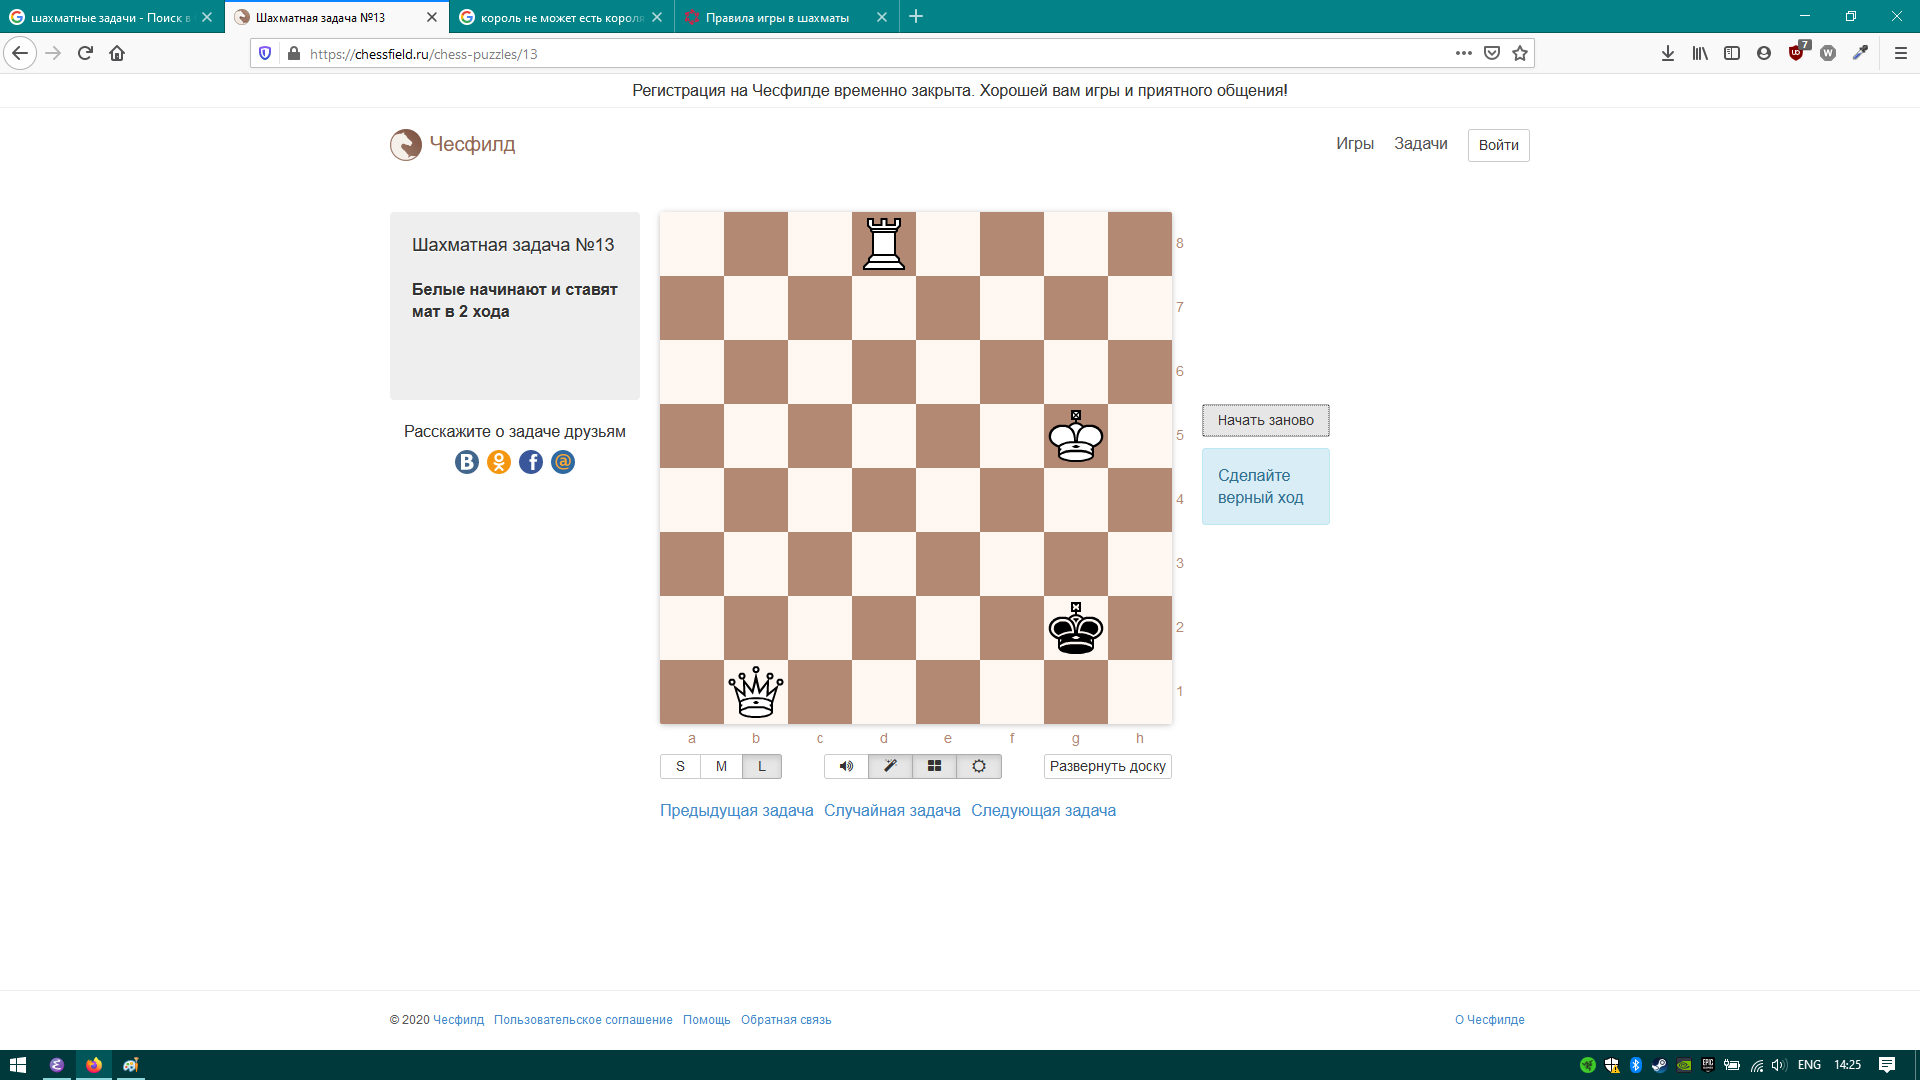 шахматные задачи - Поиск в
Шахматная задача №13
король не может есть короля
Правила игры в шахматы
https://chessfield.ru/chess-puzzles/13
7
Регистрация на Чесфилде временно закрыта. Хорошей вам игры и приятного общения!
Чесфилд
Игры
Задачи
Войти
Шахматная задача №13
Белые начинают и ставят
мат в 2 хода
Расскажите о задаче друзьям
8
7
6
5
4
3
2
1
a b c d e f g h
Начать заново
Сделайте
верный ход
S M L
Развернуть доску
Предыдущая задача Случайная задача Следующая задача
© 2020 Чесфилд Пользовательское соглашение Помощь Обратная связь
О Чесфилде
ENG 14:25